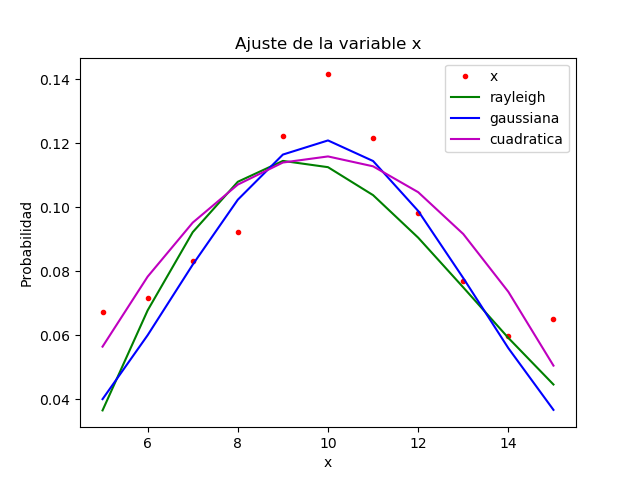 Ajuste de la variable x
x
rayleigh
gaussiana
cuadratica
Probabilidad
0.14
0.12
0.10
0.08
0.06
0.04
6 8 10 12 14
x